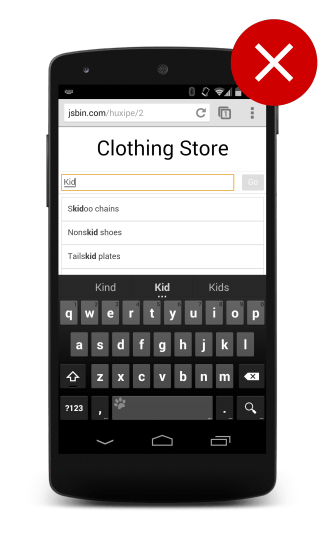 jsbin.com/huxipe/2
1
Clothing Store
Kid
Go
Skidoo chains
Nonskid shoes
Tailskid plates
Kind Kid Kids
q w e r t y u i o p
a s d f g h j k l
z x c v b n m
?123 , .